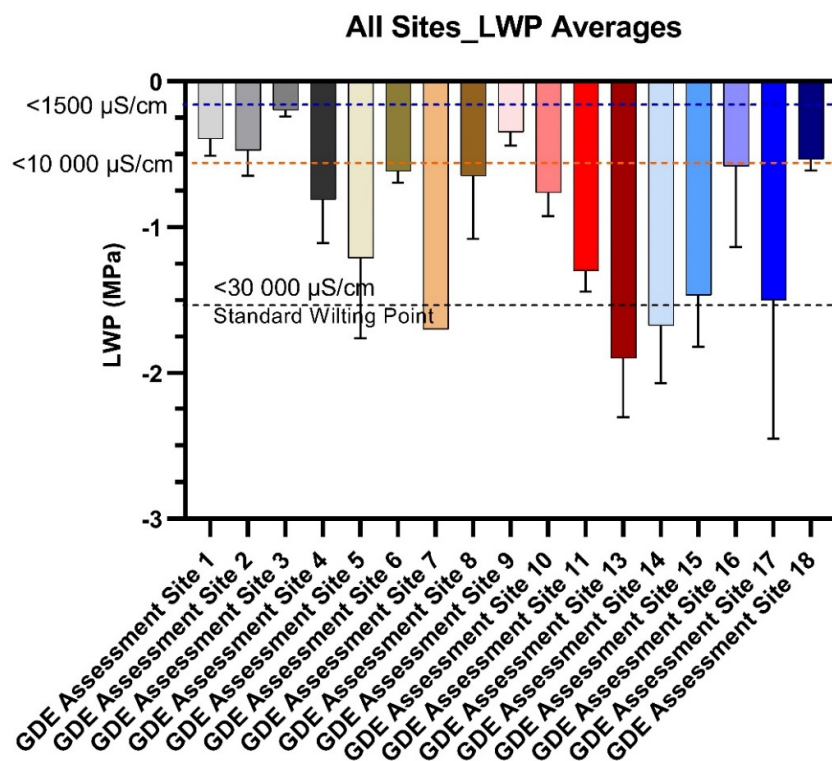 All Sites_LWP Averages
0
<1500 µS/cm
<10 000 µS/cm
-1
<30 000 µS/cm
Standard Wilting Point
LWP (MPa)
-2
-3
GDE Assessment Site 1
GDE Assessment Site 2
GDE Assessment Site 3
GDE Assessment Site 4
GDE Assessment Site 5
GDE Assessment Site 6
GDE Assessment Site 7
GDE Assessment Site 8
GDE Assessment Site 9
GDE Assessment Site 10
GDE Assessment Site 11
GDE Assessment Site 13
GDE Assessment Site 14
GDE Assessment Site 15
GDE Assessment Site 16
GDE Assessment Site 17
GDE Assessment Site 18